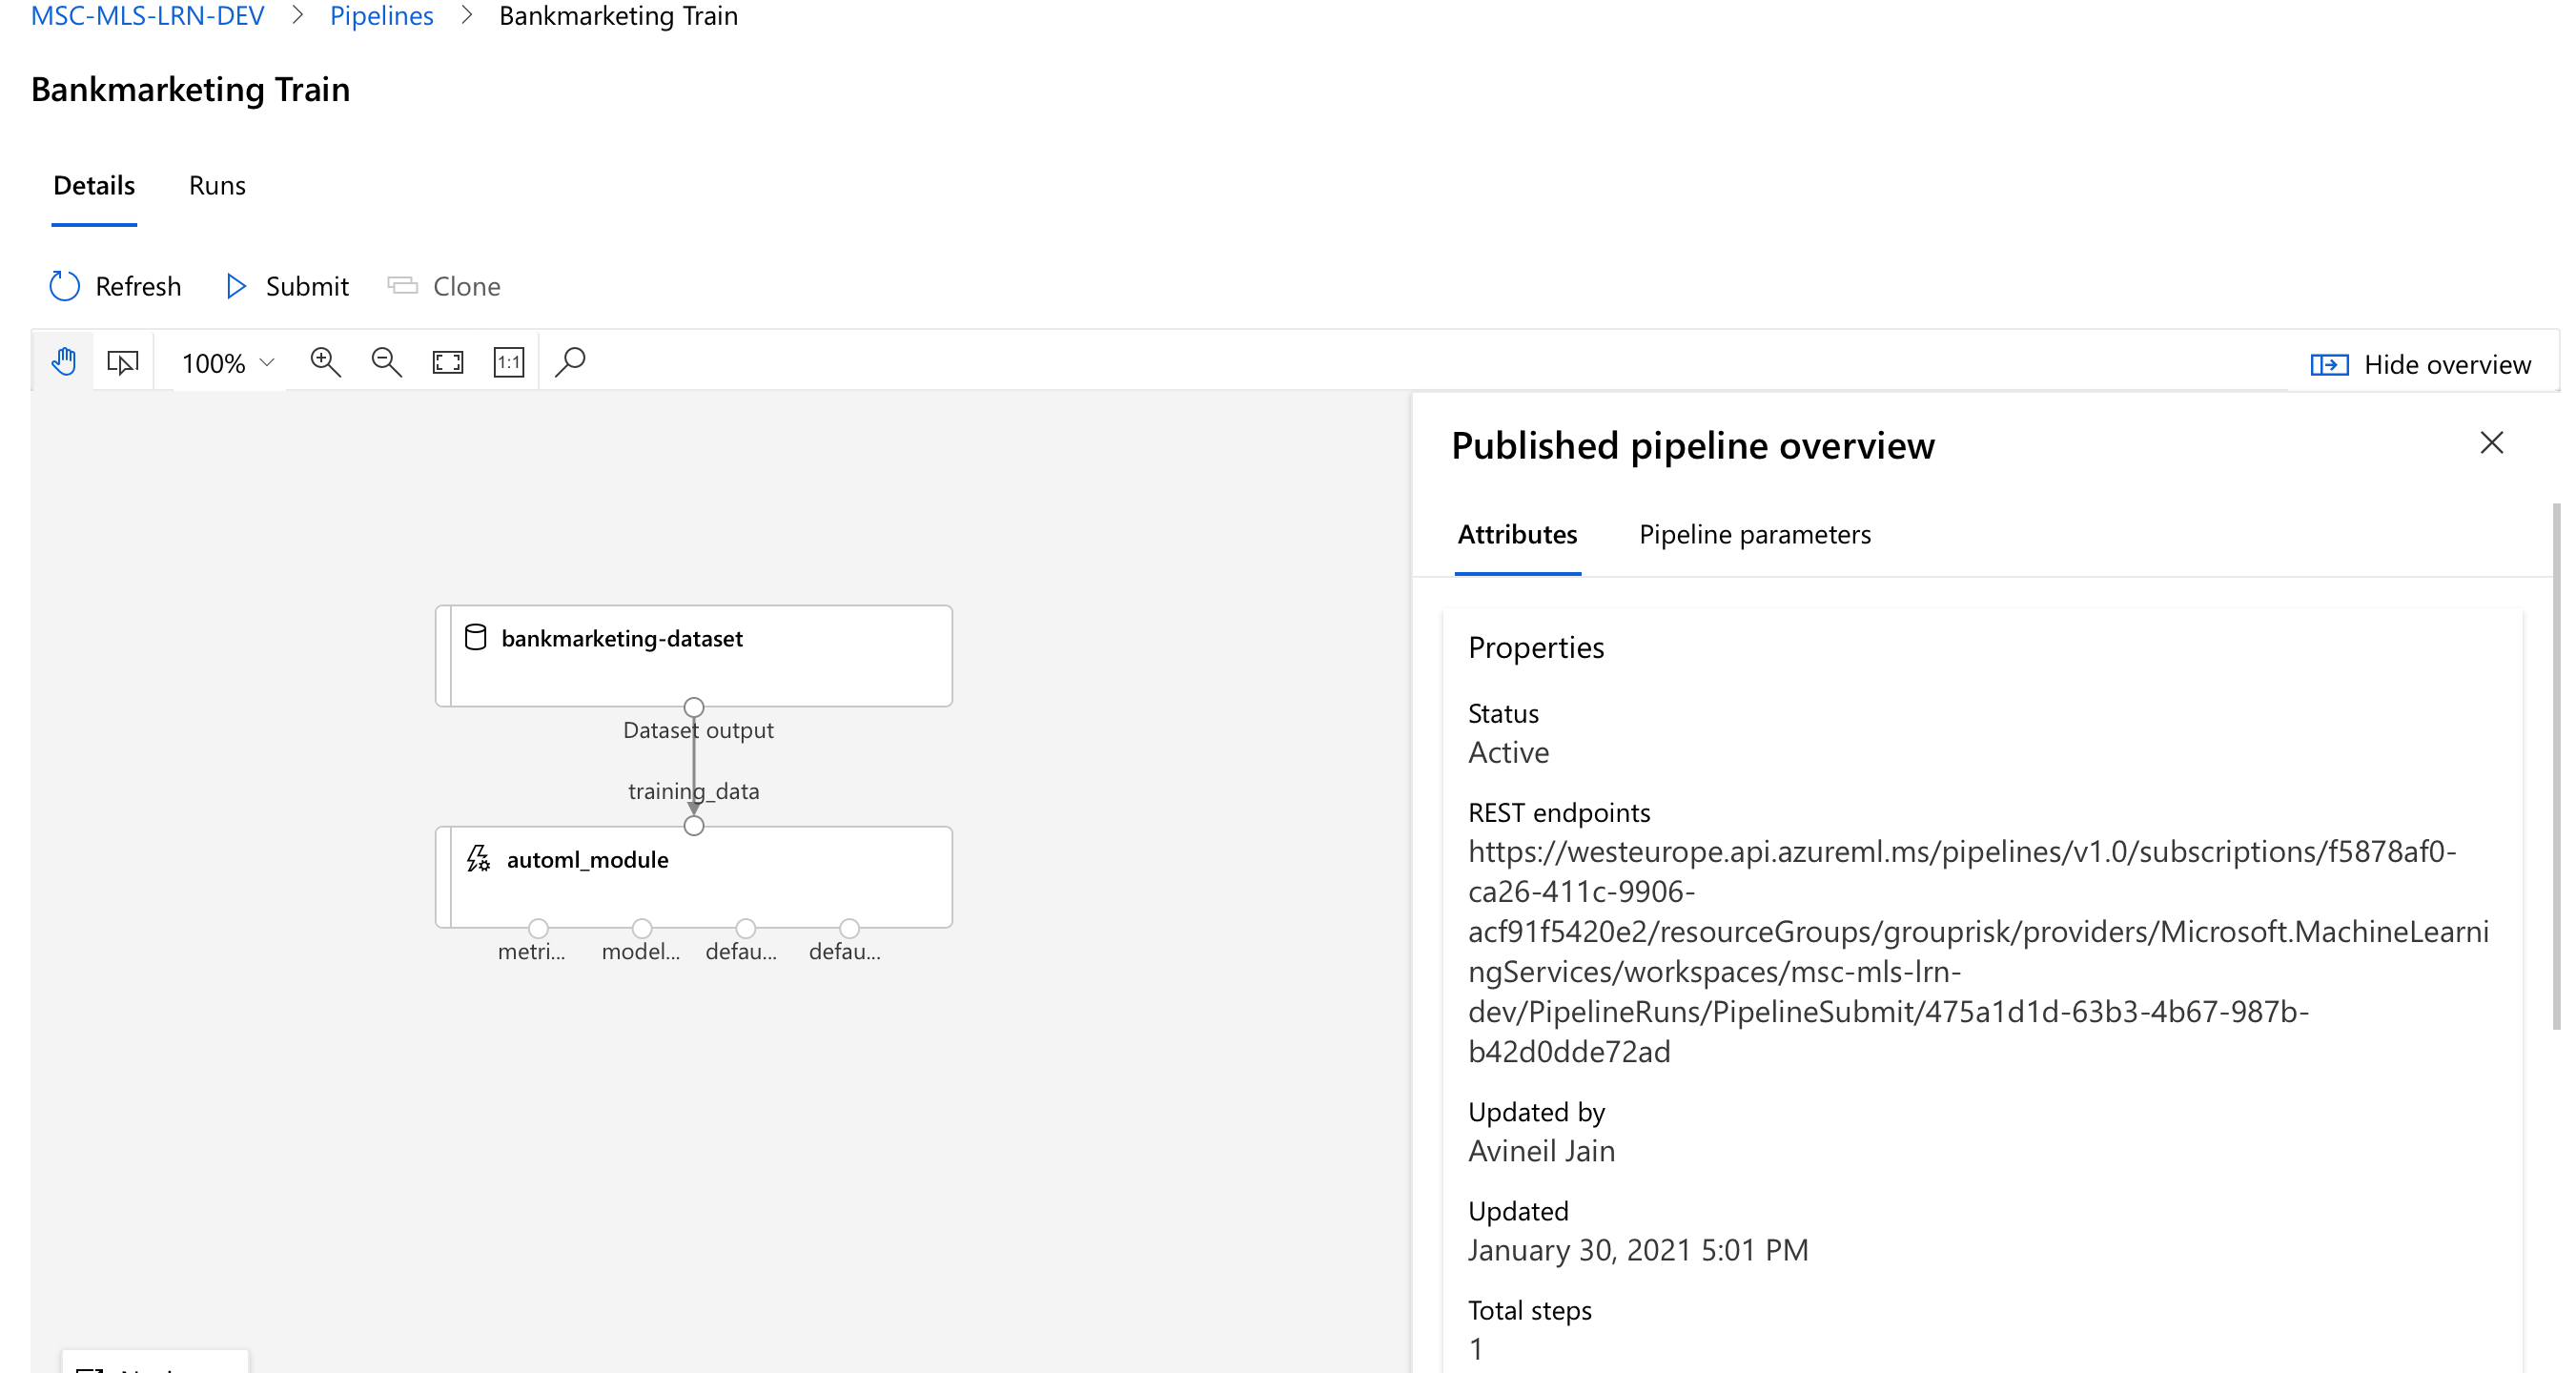 MSC-MLS-LRN-DEV > Pipelines > Bankmarketing Train
Bankmarketing Train
Details Runs
Refresh Submit Clone
100% 1:1 Hide overview
bankmarketing-dataset
Dataset output
training_data
automl_module
metri... model... defau... defau...
Published pipeline overview
Attributes Pipeline parameters
Properties
Status
Active
REST endpoints
https://westeurope.api.azureml.ms/pipelines/v1.0/subscriptions/f5878af0-
ca26-411c-9906-
acf91f5420e2/resourceGroups/grouprisk/providers/Microsoft.MachineLearni
ngServices/workspaces/msc-mls-lrn-
dev/PipelineRuns/PipelineSubmit/475a1d1d-63b3-4b67-987b-
b42d0dde72ad
Updated by
Avineil Jain
Updated
January 30, 2021 5:01 PM
Total steps
1